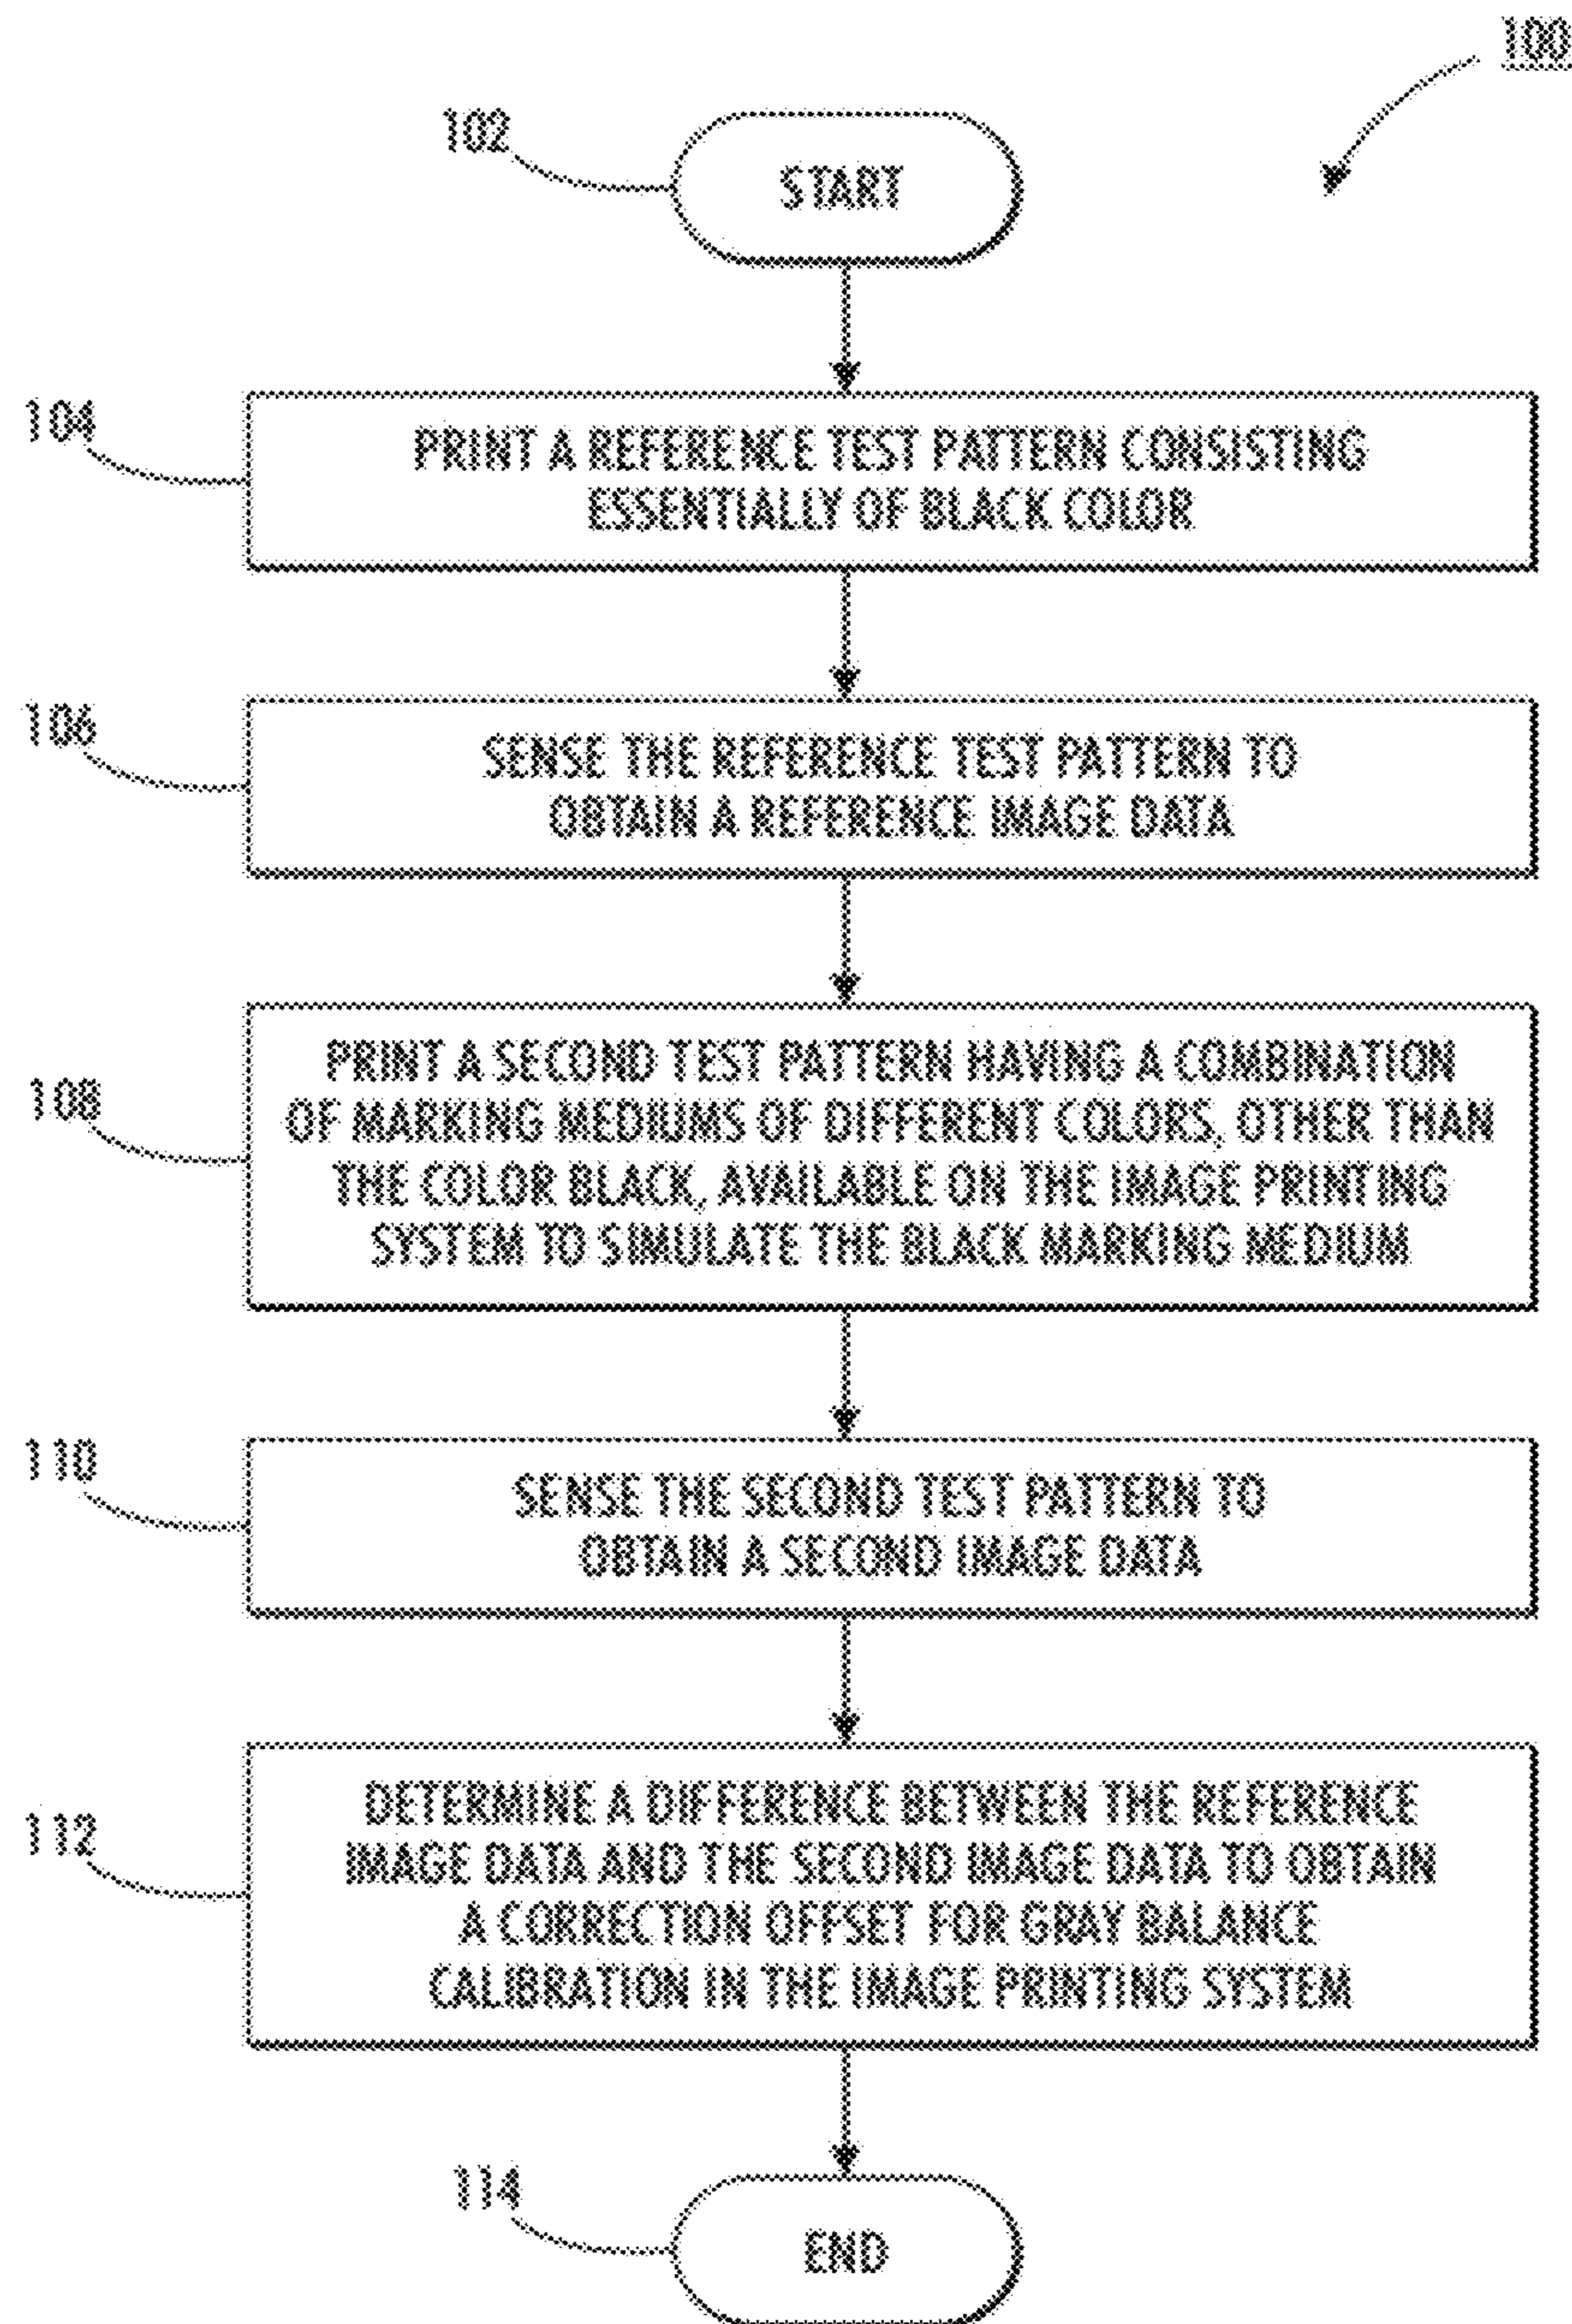 100
102
START
104
PRINT A REFERENCE TEST PATTERN CONSISTING
ESSENTIALLY OF BLACK COLOR
106
SENSE THE REFERENCE TEST PATTERN TO
OBTAIN A REFERENCE IMAGE DATA
108
PRINT A SECOND TEST PATTERN HAVING A COMBINATION
OF MARKING MEDIUMS OF DIFFERENT COLORS, OTHER THAN
THE COLOR BLACK, AVAILABLE ON THE IMAGE PRINTING
SYSTEM TO SIMULATE THE BLACK MARKING MEDIUM
110
SENSE THE SECOND TEST PATTERN TO
OBTAIN A SECOND IMAGE DATA
112
DETERMINE A DIFFERENCE BETWEEN THE REFERENCE
IMAGE DATA AND THE SECOND IMAGE DATA TO OBTAIN
A CORRECTION OFFSET FOR GRAY BALANCE
CALIBRATION IN THE IMAGE PRINTING SYSTEM
114
END